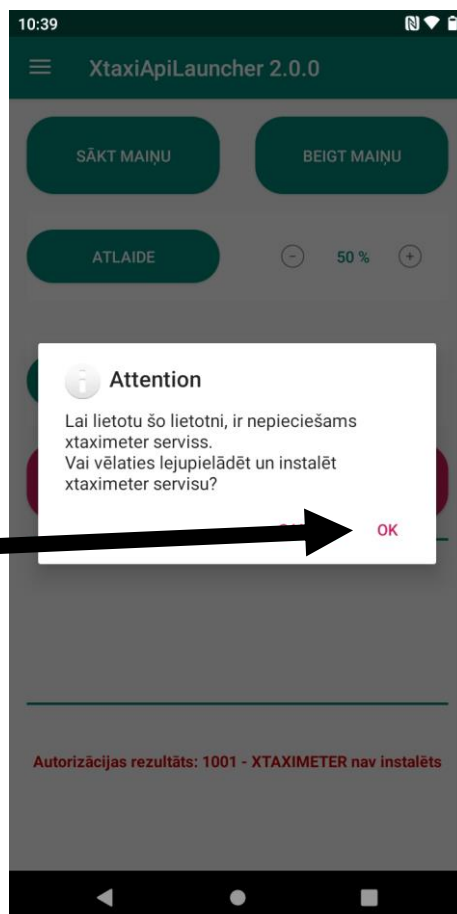 10:39
XtaxiApiLauncher 2.0.0
SĀKT MAIŅU
BEIGT MAIŅU
ATLAIDE
50 %
Attention
Lai lietotu šo lietotni, ir nepieciešams
xtaximeter serviss.
Vai vēlaties lejupielādēt un instalēt
xtaximeter servisu?
OK
Autorizācijas rezultāts: 1001 - XTAXIMETER nav instalēts